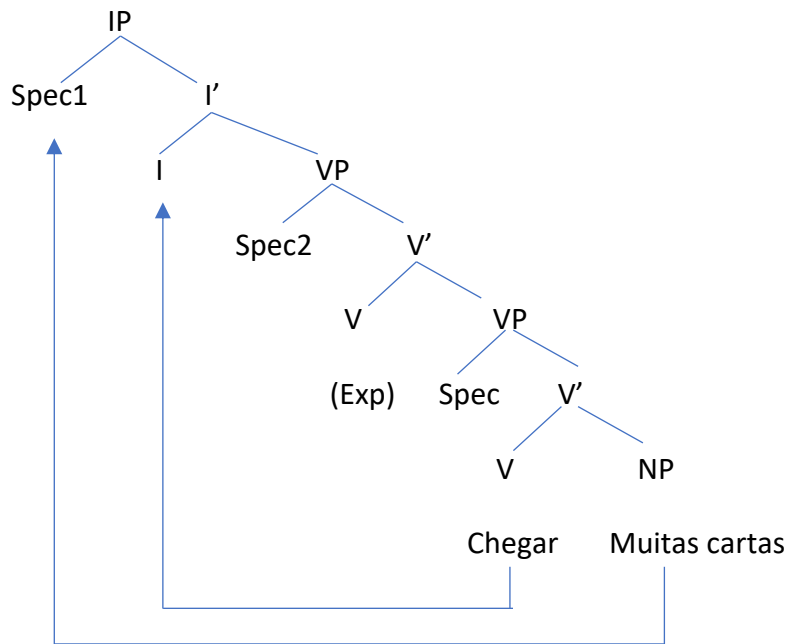 IP
Spec1 I’
I VP
Spec2 V’
V VP
(Exp) Spec V’
V NP
Chegar Muitas cartas